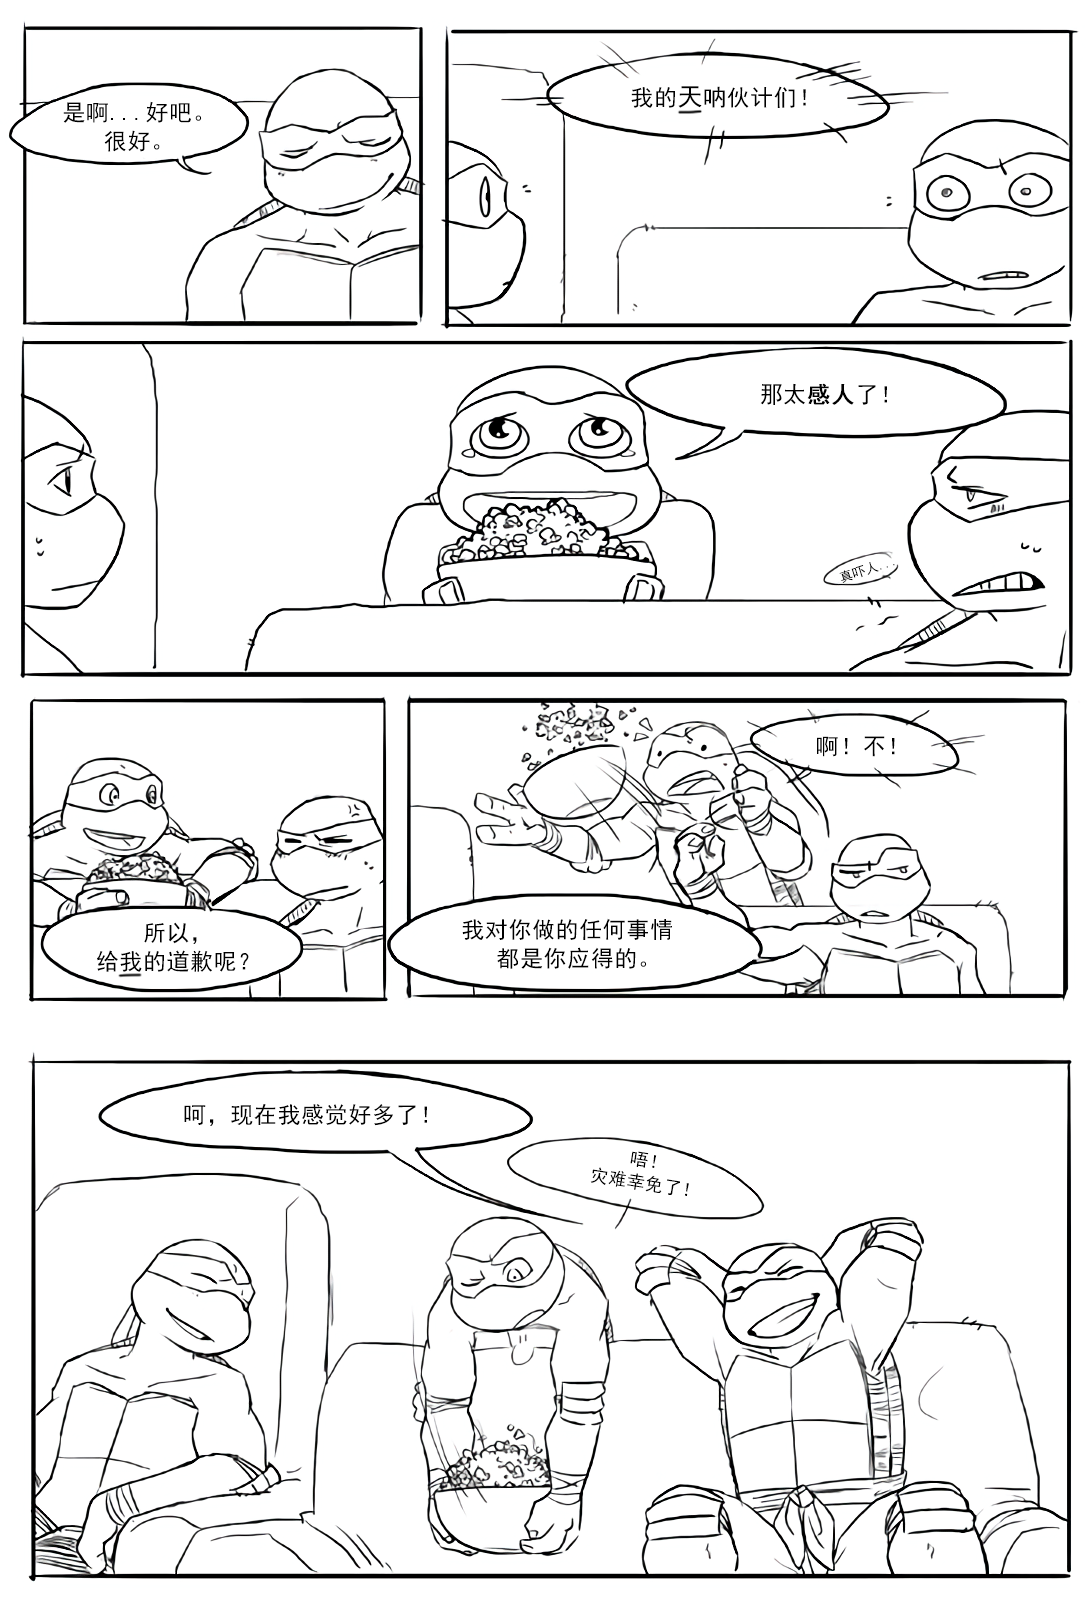 是啊...好吧。
很好。
我的天呐伙计们！
那太感人了！
真吓人...
所以，
给我的道歉呢？
啊！不！
我对你做的任何事情
都是你应得的。
呵，现在我感觉好多了！
唔！
灾难幸免了！